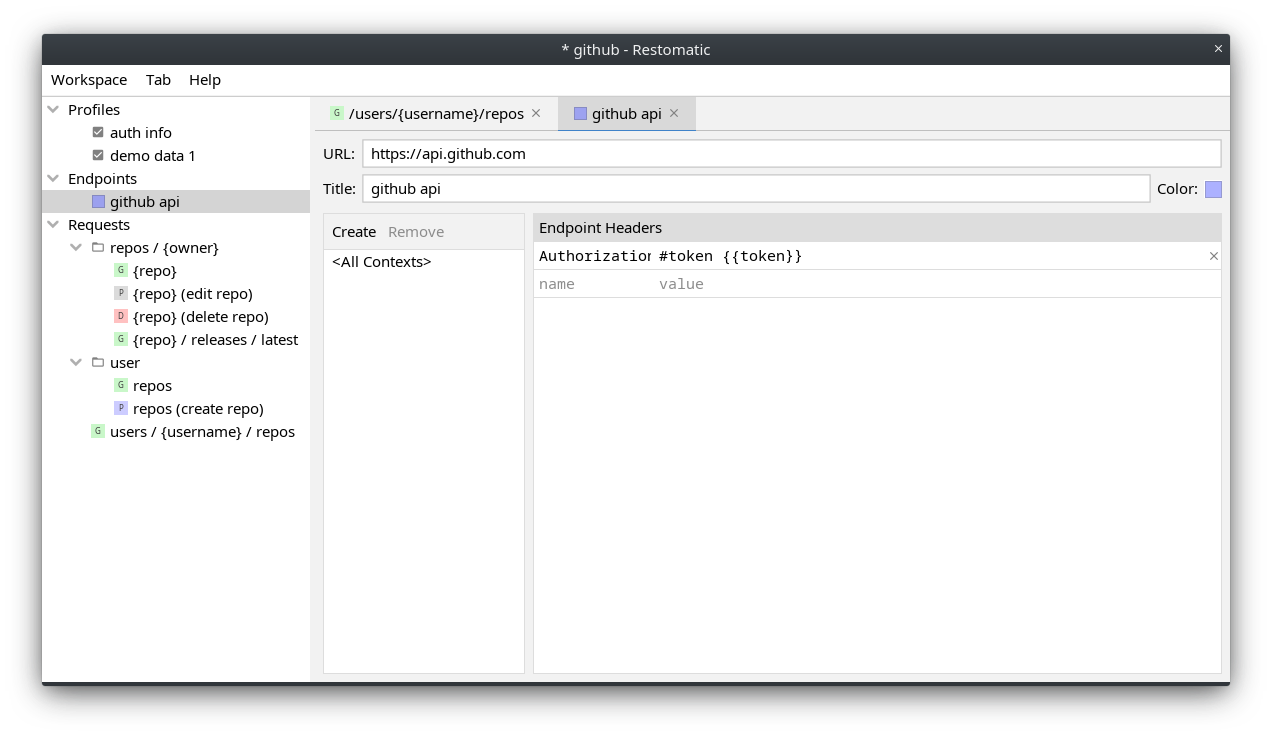 * github - Restomatic ×
Workspace Tab Help
Profiles
auth info
demo data 1
Endpoints
github api
Requests
repos / {owner}
G {repo}
P {repo} (edit repo)
D {repo} (delete repo)
G {repo} / releases / latest
user
G repos
P repos (create repo)
G users / {username} / repos
G /users/{username}/repos × github api ×
URL: https://api.github.com
Title: github api Color:
Create Remove
<All Contexts>
Endpoint Headers
Authorization #token {{token}} ×
name value